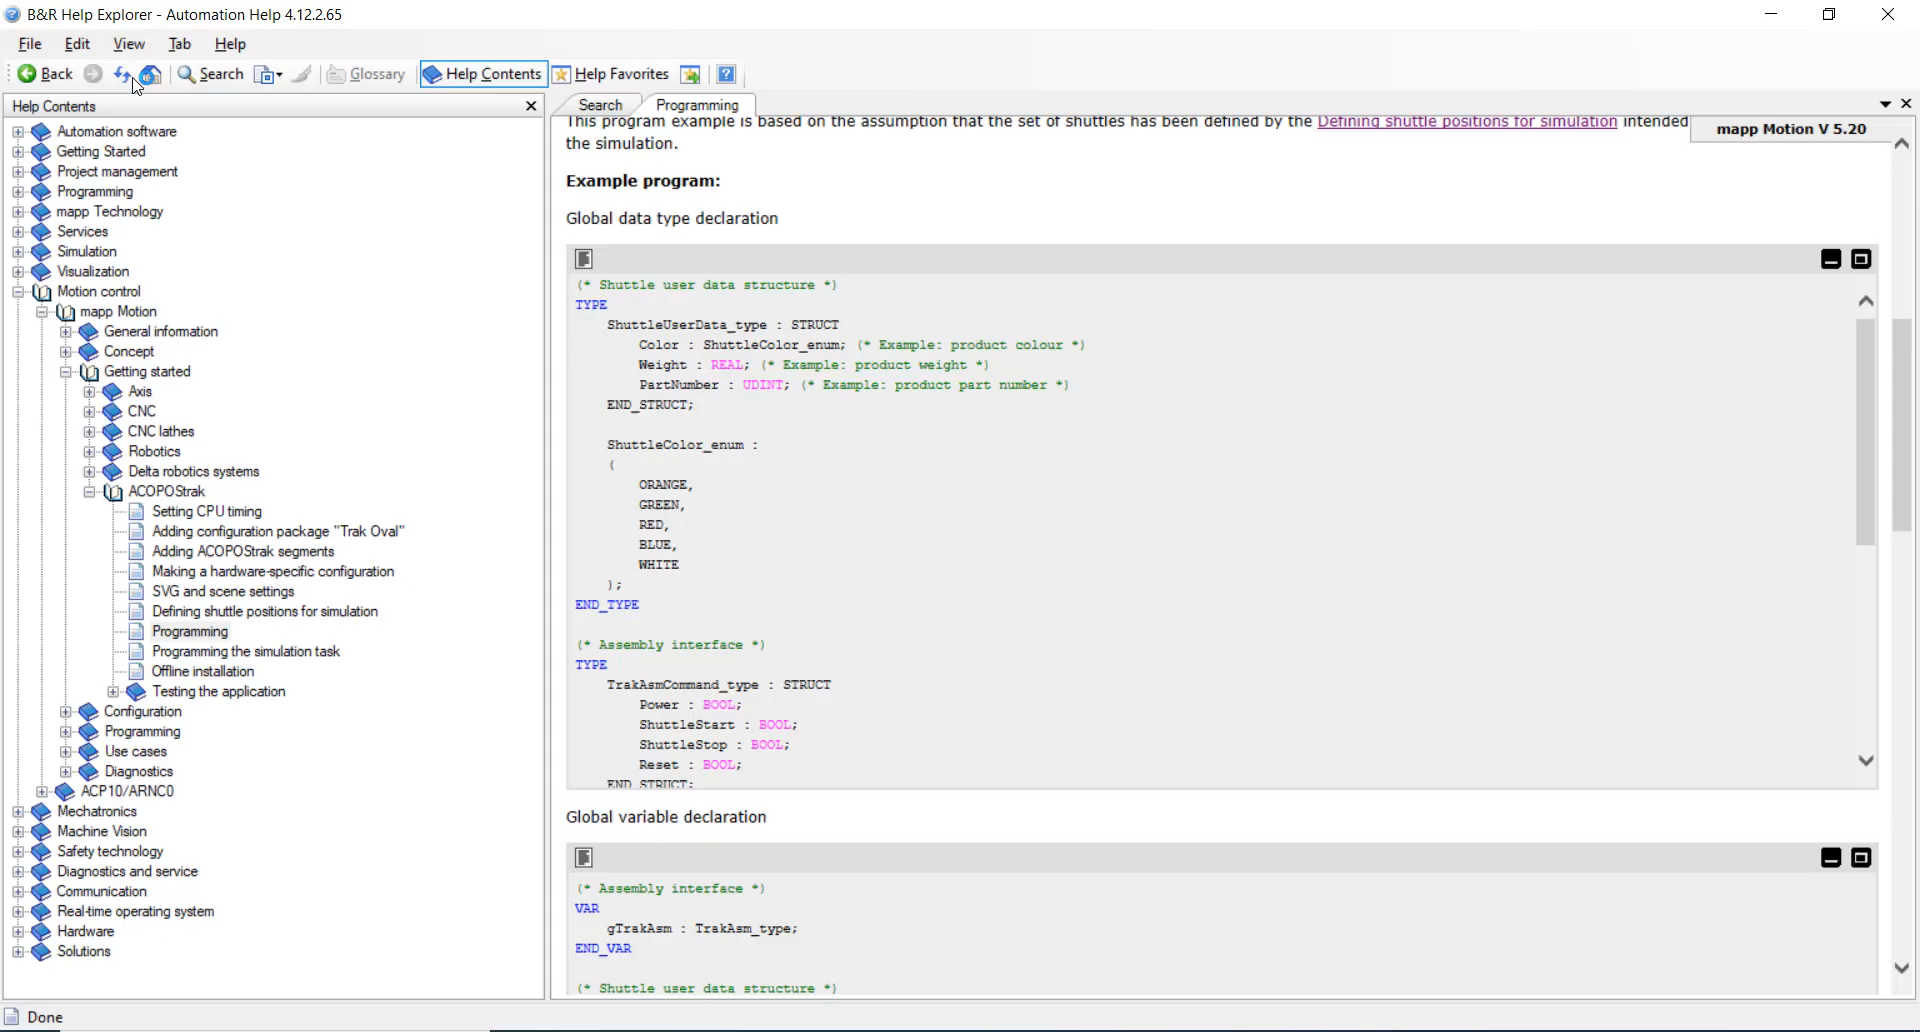 B&R Help Explorer - Automation Help 4.12.2.65
File Edit View Tab Help
Back Search Glossary Help Contents Help Favorites
Help Contents
Automation software
Getting Started
Project management
Programming
mapp Technology
Services
Simulation
Visualization
Motion control
mapp Motion
General information
Concept
Getting started
Axis
CNC
CNC lathes
Robotics
Delta robotics systems
ACOPOStrak
Setting CPU timing
Adding configuration package "Trak Oval"
Adding ACOPOStrak segments
Making a hardware-specific configuration
SVG and scene settings
Defining shuttle positions for simulation
Programming
Programming the simulation task
Offline installation
Testing the application
Configuration
Programming
Use cases
Diagnostics
ACP10/ARNC0
Mechatronics
Machine Vision
Safety technology
Diagnostics and service
Communication
Real-time operating system
Hardware
Solutions
Search Programming
mapp Motion V 5.20
This program example is based on the assumption that the set of shuttles has been defined by the Defining shuttle positions for simulation intended
the simulation.
Example program:
Global data type declaration
(* Shuttle user data structure *)
TYPE
ShuttleUserData_type : STRUCT
Color : ShuttleColor_enum; (* Example: product colour *)
Weight : REAL; (* Example: product weight *)
PartNumber : UDINT; (* Example: product part number *)
END_STRUCT;
ShuttleColor_enum :
(
ORANGE,
GREEN,
RED,
BLUE,
WHITE
);
END_TYPE
(* Assembly interface *)
TYPE
TrakAsmCommand_type : STRUCT
Power : BOOL;
ShuttleStart : BOOL;
ShuttleStop : BOOL;
Reset : BOOL;
END_STRUCT;
Global variable declaration
(* Assembly interface *)
VAR
gTrakAsm : TrakAsm_type;
END_VAR
(* Shuttle user data structure *)
Done